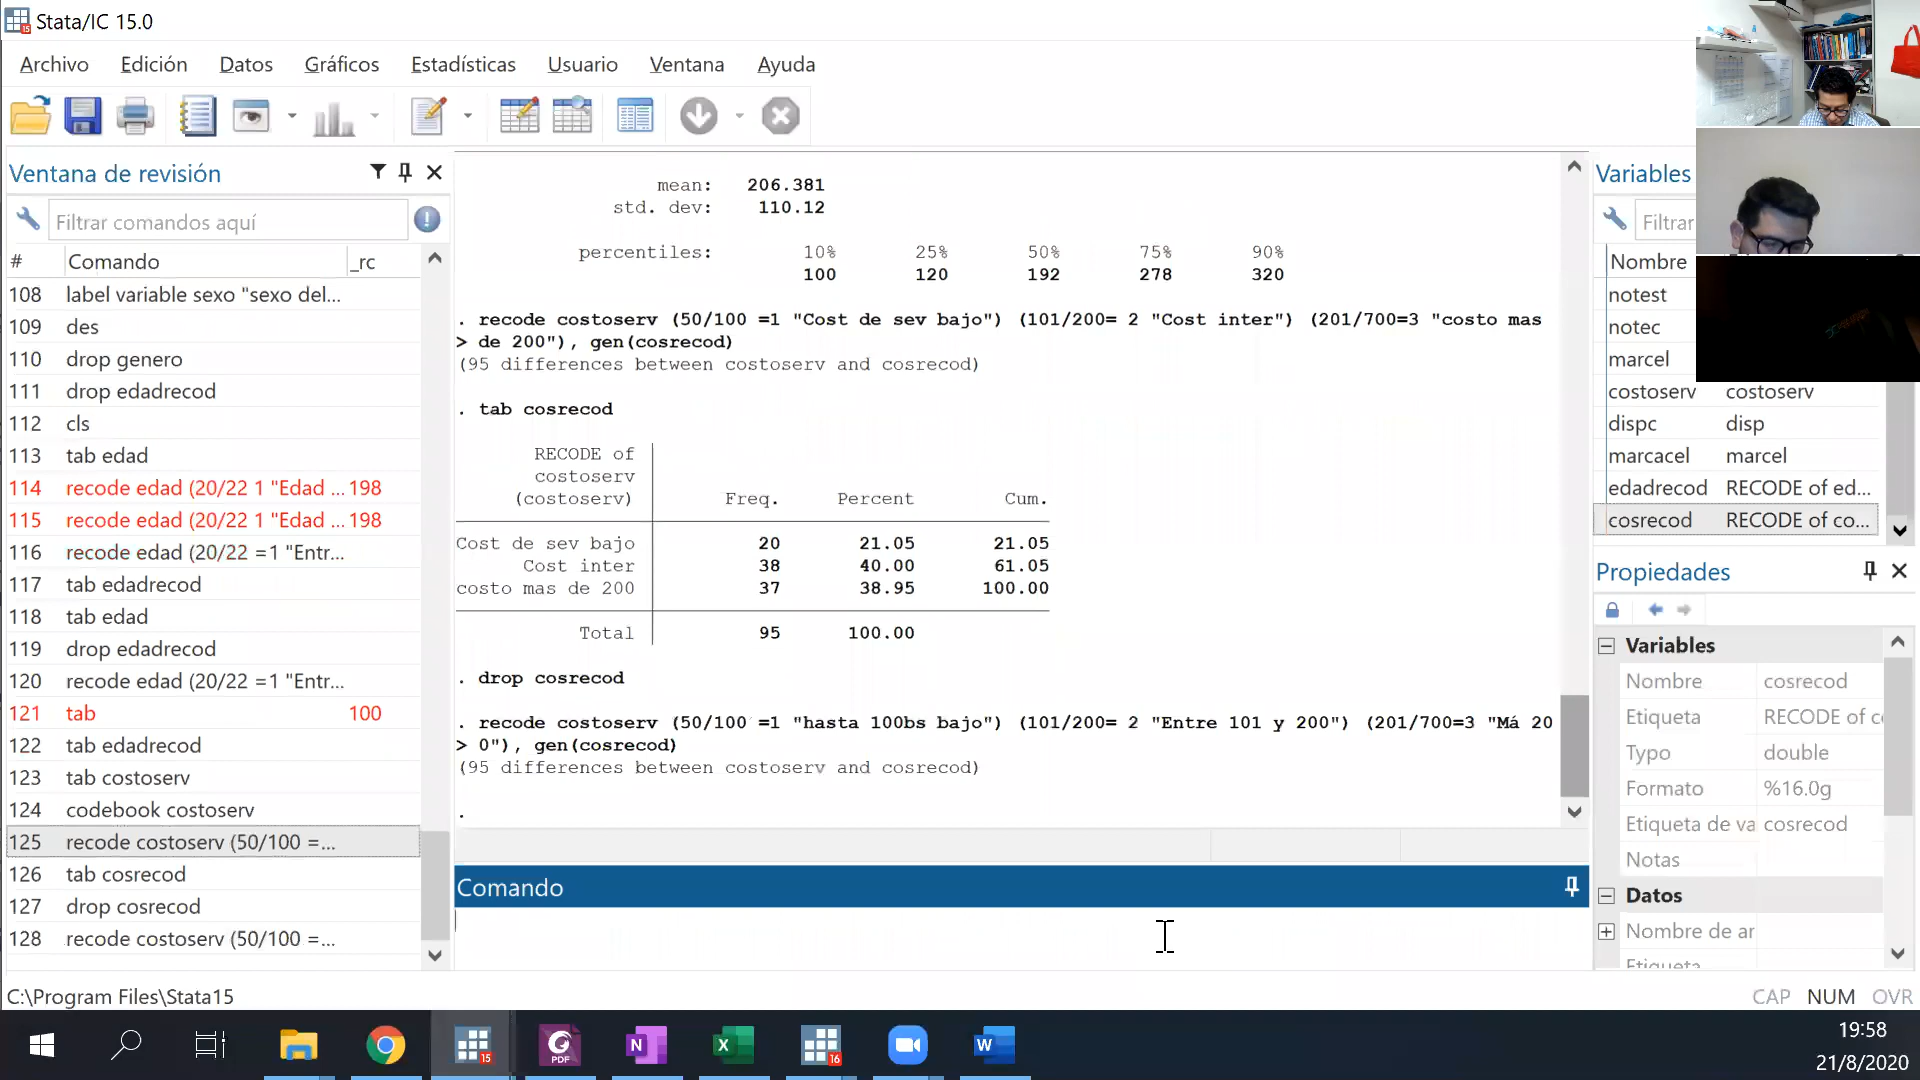 Stata/IC 15.0
Archivo Edición Datos Gráficos Estadísticas Usuario Ventana Ayuda
Ventana de revisión
Filtrar comandos aquí
# Comando _rc
108 label variable sexo "sexo del...
109 des
110 drop genero
111 drop edadrecod
112 cls
113 tab edad
114 recode edad (20/22 1 "Edad ... 198
115 recode edad (20/22 1 "Edad ... 198
116 recode edad (20/22 =1 "Entr...
117 tab edadrecod
118 tab edad
119 drop edadrecod
120 recode edad (20/22 =1 "Entr...
121 tab 100
122 tab edadrecod
123 tab costoserv
124 codebook costoserv
125 recode costoserv (50/100 =...
126 tab cosrecod
127 drop cosrecod
128 recode costoserv (50/100 =...
mean: 206.381
std. dev: 110.12
percentiles: 10% 25% 50% 75% 90%
100 120 192 278 320
. recode costoserv (50/100 =1 "Cost de sev bajo") (101/200= 2 "Cost inter") (201/700=3 "costo mas
> de 200"), gen(cosrecod)
(95 differences between costoserv and cosrecod)
. tab cosrecod
RECODE of
costoserv
(costoserv) Freq. Percent Cum.
Cost de sev bajo 20 21.05 21.05
Cost inter 38 40.00 61.05
costo mas de 200 37 38.95 100.00
Total 95 100.00
. drop cosrecod
. recode costoserv (50/100 =1 "hasta 100bs bajo") (101/200= 2 "Entre 101 y 200") (201/700=3 "Má 20
> 0"), gen(cosrecod)
(95 differences between costoserv and cosrecod)
.
Comando
Variables
Filtrar
Nombre
notest
notec
marcel
costoserv costoserv
dispc disp
marcacel marcel
edadrecod RECODE of ed...
cosrecod RECODE of co...
Propiedades
Variables
Nombre cosrecod
Etiqueta RECODE of c
Typo double
Formato %16.0g
Etiqueta de va cosrecod
Notas
Datos
Nombre de ar
Etiqueta
C:\Program Files\Stata15
CAP NUM OVR
15
PDF
N
X
16
W
19:58
21/8/2020